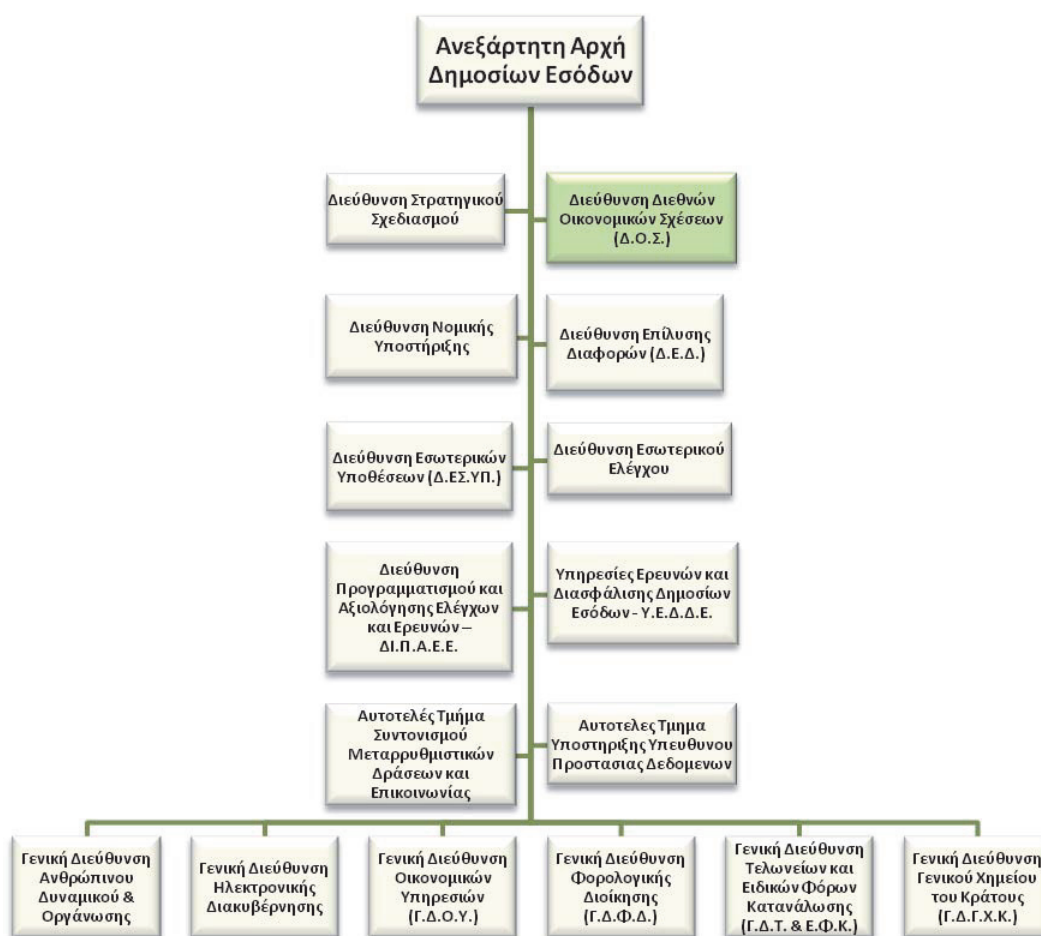 Ανεξάρτητη Αρχή
Δημοσίων Εσόδων
Διεύθυνση Στρατηγικού
Σχεδιασμού
Διεύθυνση Διεθνών
Οικονομικών Σχέσεων
(Δ.Ο.Σ.)
Διεύθυνση Νομικής
Υποστήριξης
Διεύθυνση Επίλυσης
Διαφορών (Δ.Ε.Δ.)
Διεύθυνση Εσωτερικών
Υποθέσεων (Δ.ΕΣ.ΥΠ.)
Διεύθυνση Εσωτερικού
Ελέγχου
Διεύθυνση
Προγραμματισμού και
Αξιολόγησης Ελέγχων
και Ερευνών –
ΔΙ.Π.Α.Ε.Ε.
Υπηρεσίες Ερευνών και
Διασφάλισης Δημοσίων
Εσόδων - Υ.Ε.Δ.Δ.Ε.
Αυτοτελές Τμήμα
Συντονισμού
Μεταρρυθμιστικών
Δράσεων και
Επικοινωνίας
Αυτοτελες Τμημα
Υποστηριξης Υπευθυνου
Προστασιας Δεδομενων
Γενική Διεύθυνση
Ανθρώπινου
Δυναμικού &
Οργάνωσης
Γενική Διεύθυνση
Ηλεκτρονικής
Διακυβέρνησης
Γενική Διεύθυνση
Οικονομικών
Υπηρεσιών
(Γ.Δ.Ο.Υ.)
Γενική Διεύθυνση
Φορολογικής
Διοίκησης
(Γ.Δ.Φ.Δ.)
Γενική Διεύθυνση
Τελωνείων και
Ειδικών Φόρων
Κατανάλωσης
(Γ.Δ.Τ. & Ε.Φ.Κ.)
Γενική Διεύθυνση
Γενικού Χημείου
του Κράτους
(Γ.Δ.Γ.Χ.Κ.)